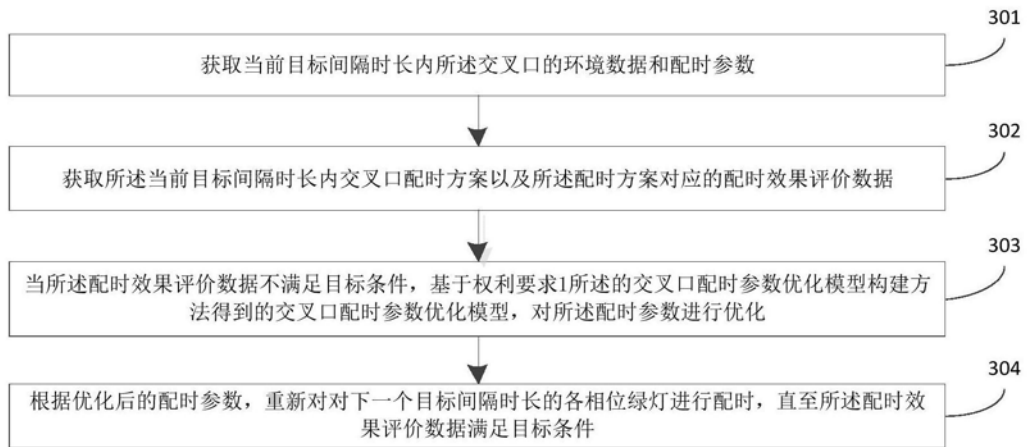 301
获取当前目标间隔时长内所述交叉口的环境数据和配时参数
302
获取所述当前目标间隔时长内交叉口配时方案以及所述配时方案对应的配时效果评价数据
303
当所述配时效果评价数据不满足目标条件，基于权利要求1所述的交叉口配时参数优化模型构建方
法得到的交叉口配时参数优化模型，对所述配时参数进行优化
304
根据优化后的配时参数，重新对对下一个目标间隔时长的各相位绿灯进行配时，直至所述配时效
果评价数据满足目标条件